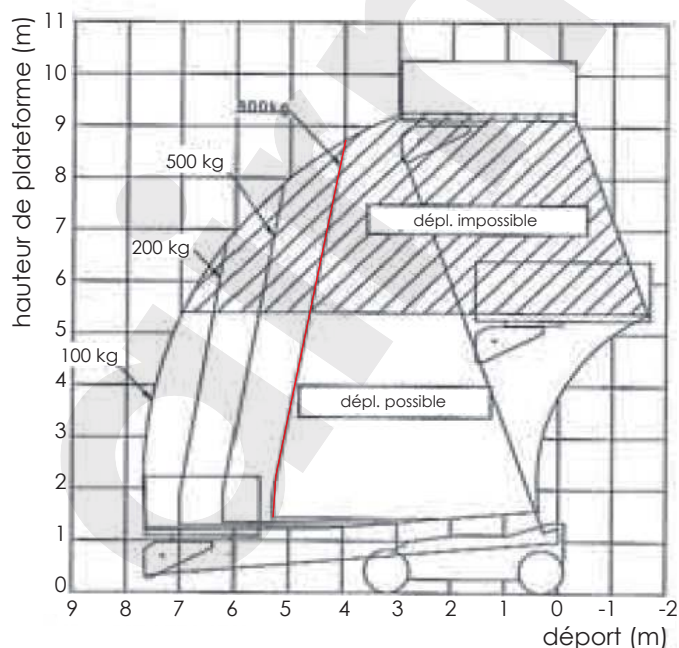 hauteur de plateforme (m)
11
10
9
8
7
6
5
4
3
2
1
0
500 kg
200 kg
100 kg
dépl. impossible
dépl. possible
9 8 7 6 5 4 3 2 1 0 -1 -2
déport (m)